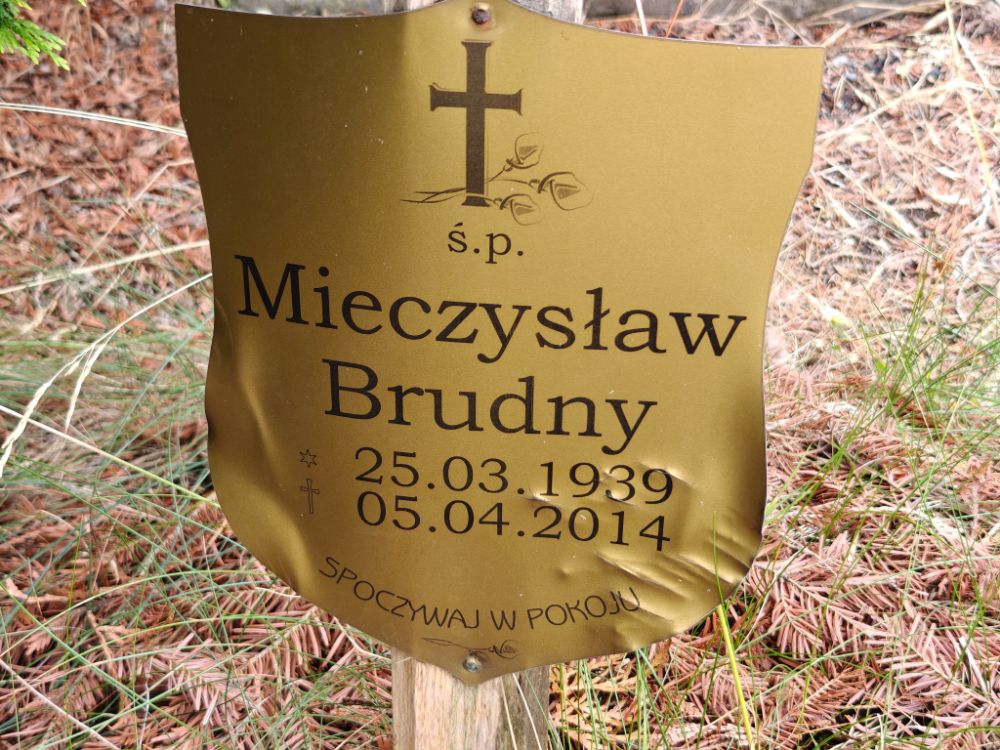 ś.p.
Mieczysław
Brudny
25.03.1939
05.04.2014
SPOCZYWAJ W POKOJU